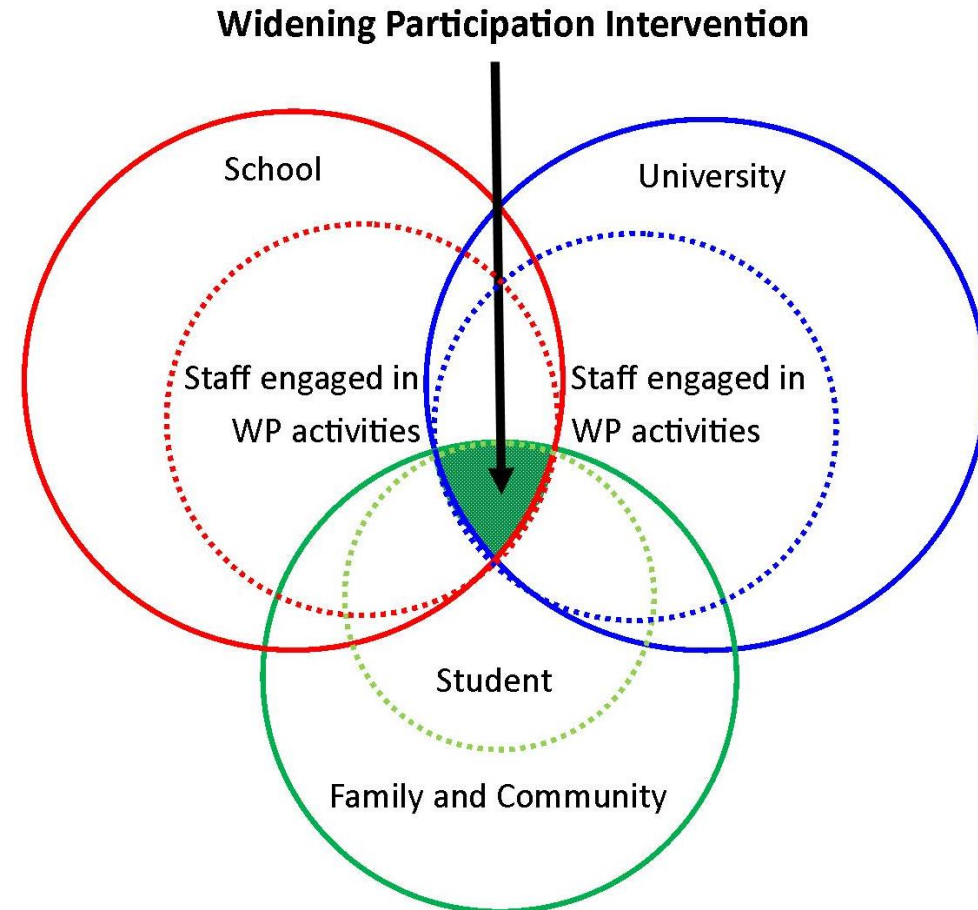 Widening Participation Intervention
School
University
Staff engaged in
WP activities
Staff engaged in
WP activities
Student
Family and Community